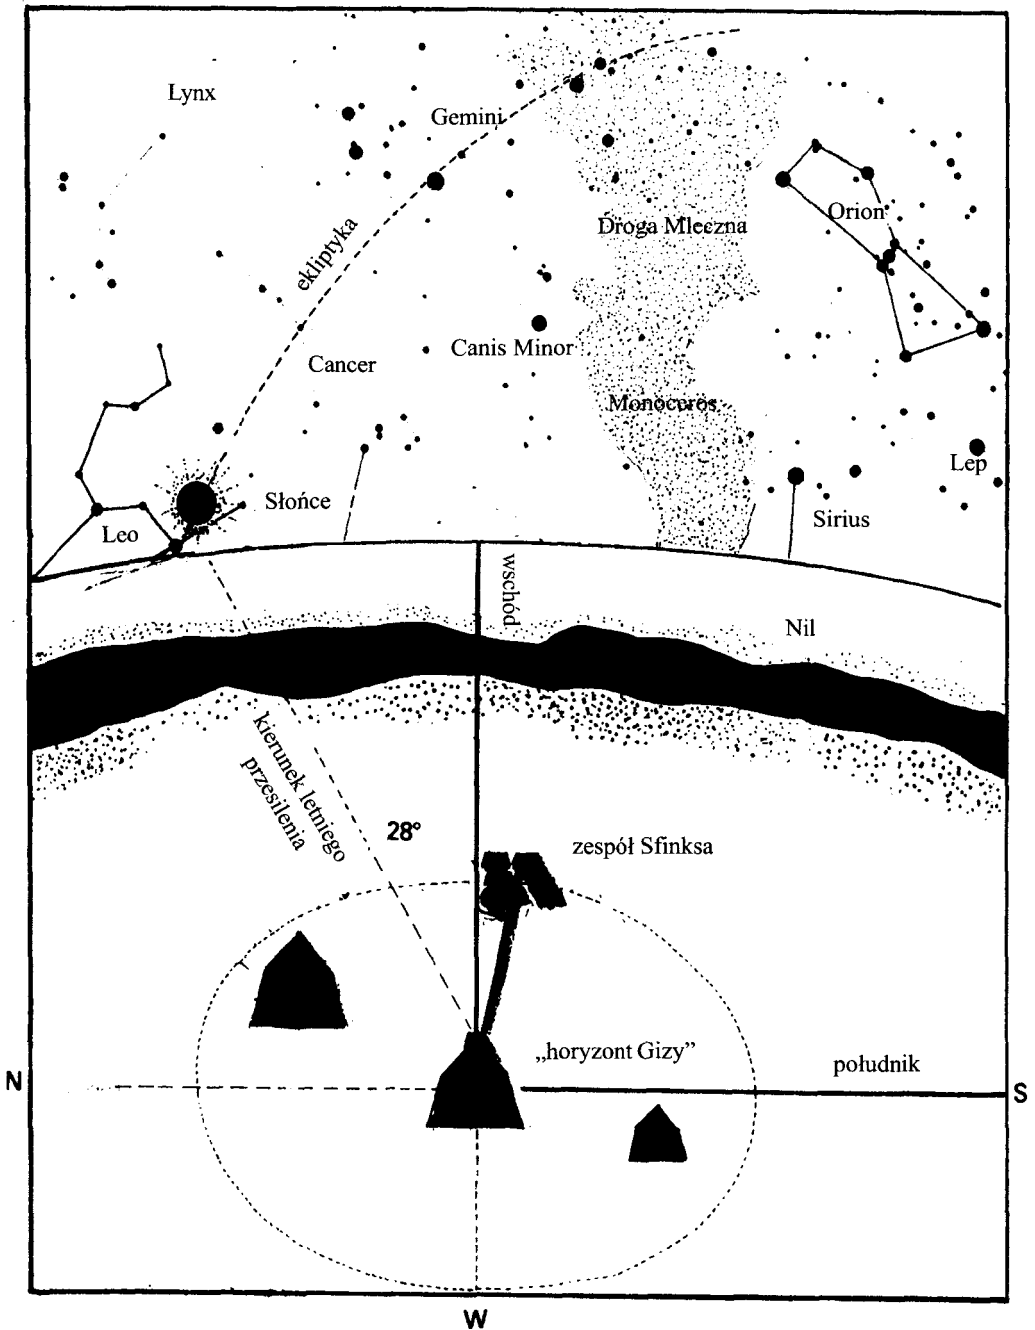 Lynx
Gemini
Droga Mleczna
Orion
ekliptyka
Canis Minor
Cancer
Monoceros
Lep
Słońce
Sirius
Leo
wschód
Nil
kierunek letniego
przesilenia
28°
zespół Sfinksa
„horyzont Gizy”
południk
N
S
W